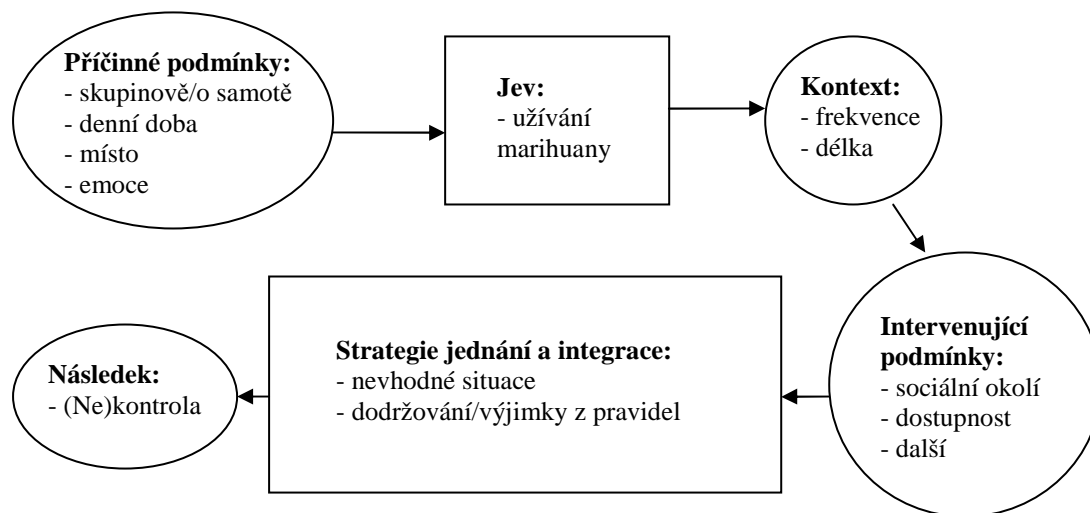 Příčinné podmínky:
- skupinově/o samotě
- denní doba
- místo
- emoce
Jev:
- užívání
marihuany
Kontext:
- frekvence
- délka
Intervenující
podmínky:
- sociální okolí
- dostupnost
- další
Strategie jednání a integrace:
- nevhodné situace
- dodržování/výjimky z pravidel
Následek:
- (Ne)kontrola